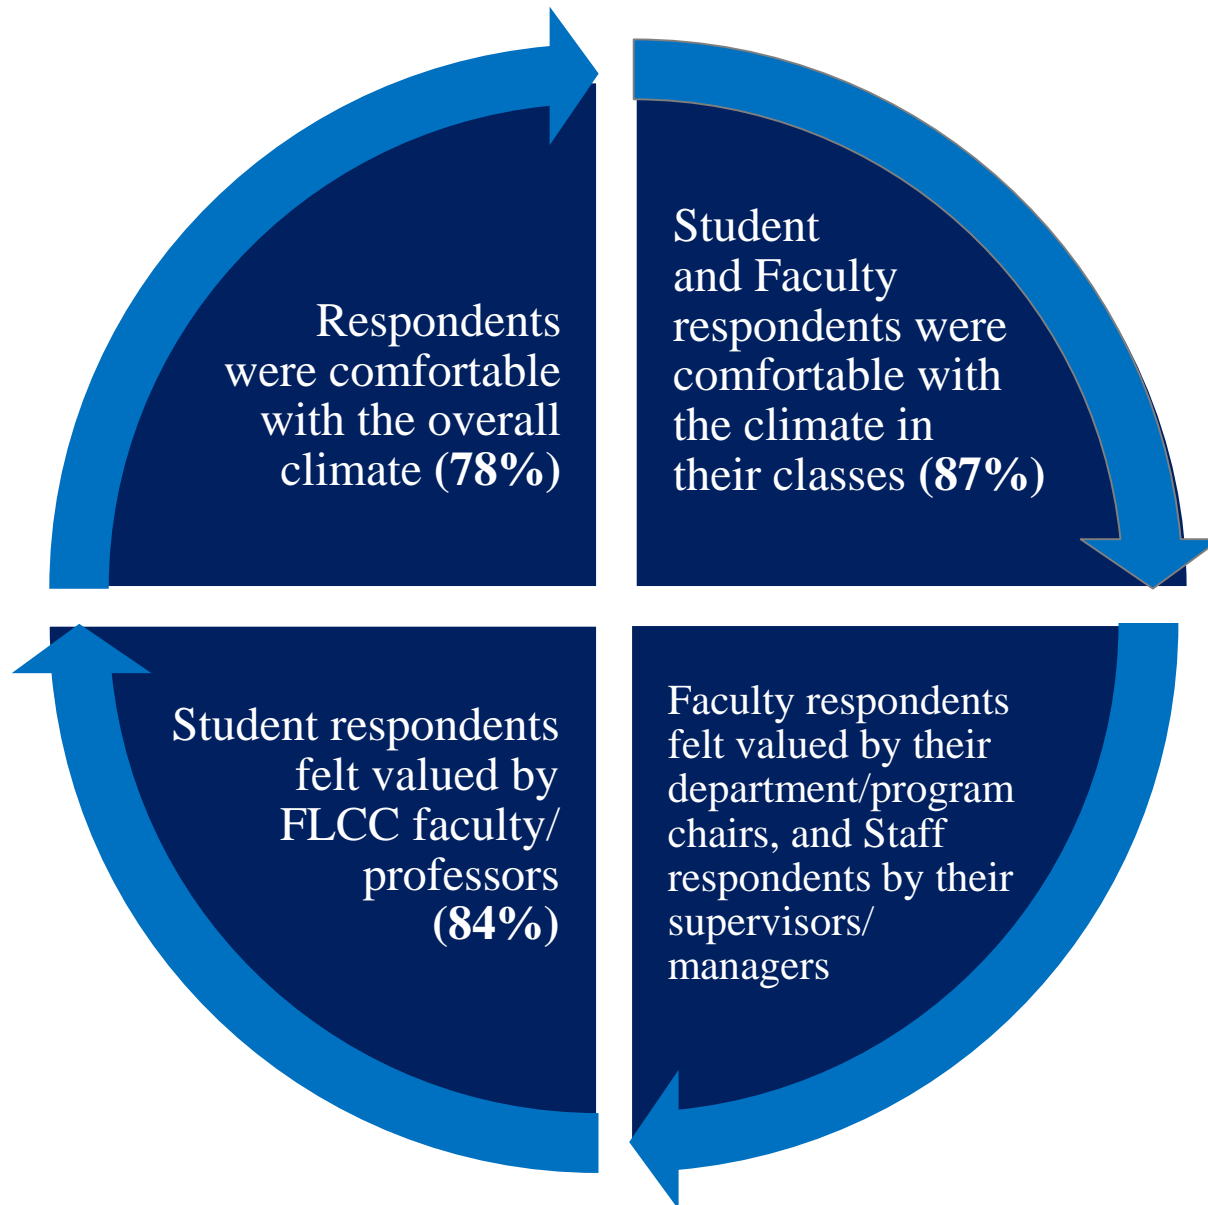 Respondents
were comfortable
with the overall
climate (78%)
Student
and Faculty
respondents were
comfortable with
the climate in
their classes (87%)
Student respondents
felt valued by
FLCC faculty/
professors
(84%)
Faculty respondents
felt valued by their
department/program
chairs, and Staff
respondents by their
supervisors/
managers